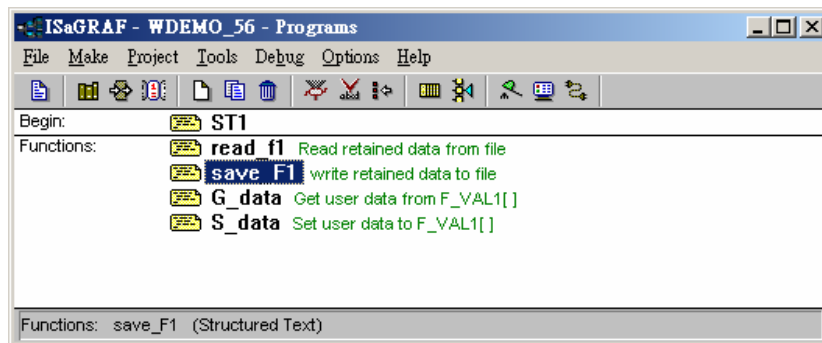 ISaGRAF - WDEMO_56 - Programs
File Make Project Tools Debug Options Help
Begin: ST1
Functions: read_f1 Read retained data from file
save_F1 write retained data to file
G_data Get user data from F_VAL1[ ]
S_data Set user data to F_VAL1[ ]
Functions: save_F1 (Structured Text)